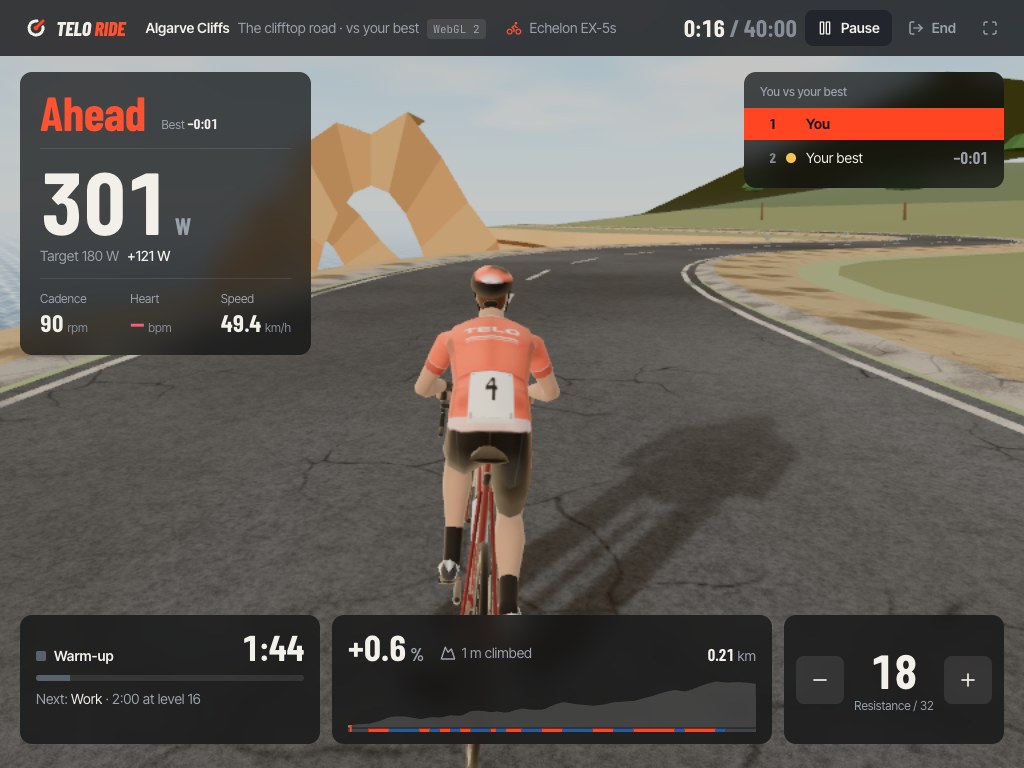 TELO RIDE
Algarve Cliffs The clifftop road · vs your best WebGL 2
Echelon EX-5s
0:16 / 40:00
Pause
End
Ahead Best −0:01
301 W
Target 180 W +121 W
Cadence Heart Speed
90 rpm – bpm 49.4 km/h
You vs your best
1 You
2 Your best −0:01
TELO
4
Warm-up 1:44
Next: Work · 2:00 at level 16
+0.6 % 1 m climbed 0.21 km
− 18 +
Resistance / 32